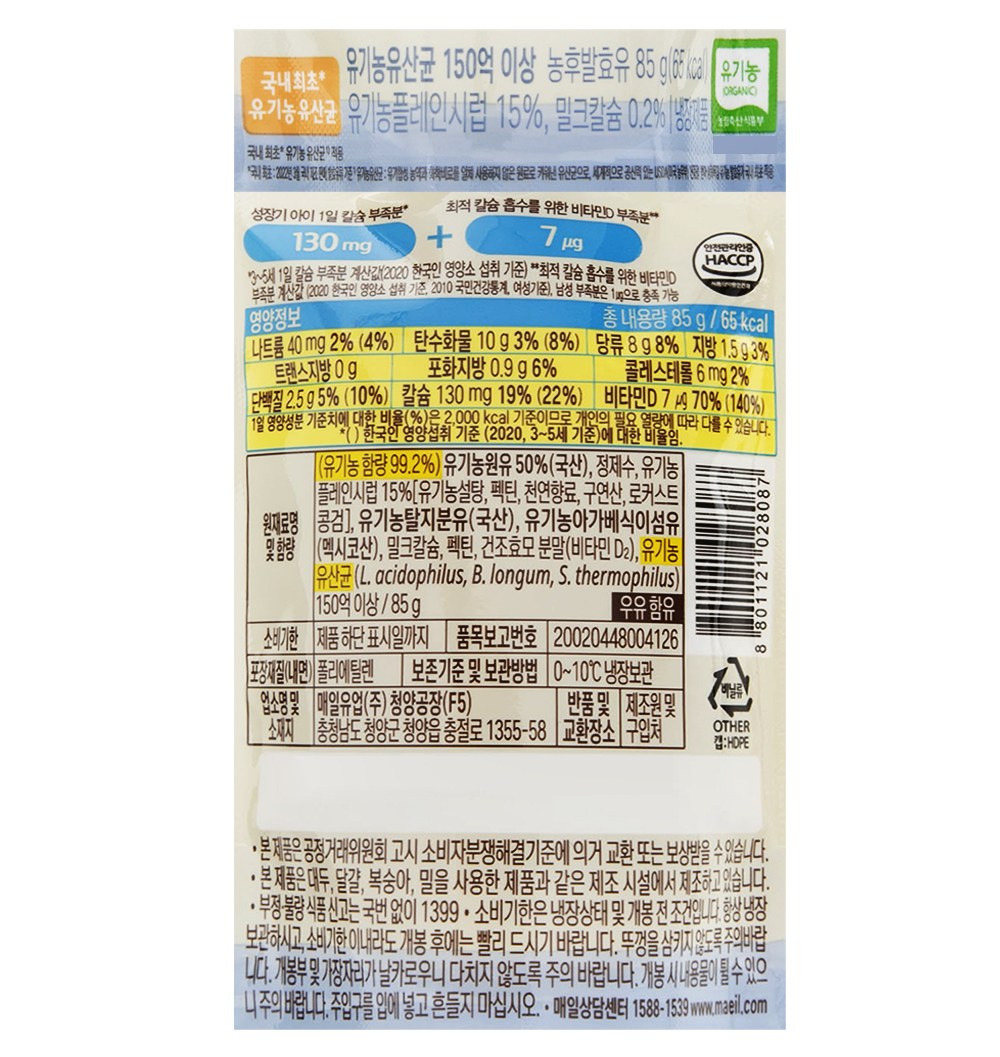 국내 최초*
유기농 유산균
유기농유산균 150억 이상 농후발효유 85 g(65 kcal)
유기농플레인시럽 15%, 밀크칼슘 0.2% | 냉장제품
유기농
(ORGANIC)
농림축산식품부
국내 최초* 유기농 유산균 적용
성장기 아이 1일 칼슘 부족분*
130 mg
+
최적 칼슘 흡수를 위한 비타민D 부족분**
7 μg
안전관리인증
HACCP
*3~5세 1일 칼슘 부족분 계산값(2020 한국인 영양소 섭취 기준) **최적 칼슘 흡수를 위한 비타민D
부족분 계산값 (2020 한국인 영양소 섭취 기준, 2010 국민건강통계, 여성기준), 남성 부족분은 1μg으로 충족 가능
영양정보 총 내용량 85 g / 65 kcal
나트륨 40 mg 2% (4%) 탄수화물 10 g 3% (8%) 당류 8 g 8% 지방 1.5 g 3%
트랜스지방 0 g 포화지방 0.9 g 6% 콜레스테롤 6 mg 2%
단백질 2.5 g 5% (10%) 칼슘 130 mg 19% (22%) 비타민D 7 μg 70% (140%)
1일 영양성분 기준치에 대한 비율(%)은 2,000 kcal 기준이므로 개인의 필요 열량에 따라 다를 수 있습니다.
*( ) 한국인 영양섭취 기준 (2020, 3~5세 기준)에 대한 비율임.
원재료명
및 함량
(유기농 함량 99.2%) 유기농원유 50%(국산), 정제수, 유기농
플레인시럽 15%[유기농설탕, 펙틴, 천연향료, 구연산, 로커스트
콩검], 유기농탈지분유(국산), 유기농아가베식이섬유
(멕시코산), 밀크칼슘, 펙틴, 건조효모 분말(비타민 D₂), 유기농
유산균 (L. acidophilus, B. longum, S. thermophilus)
150억 이상 / 85 g
우유 함유
8 801121 028087
소비기한 제품 하단 표시일까지 품목보고번호 20020448004126
포장재질(내면) 폴리에틸렌 보존기준 및 보관방법 0~10℃ 냉장보관
업소명 및
소재지
매일유업(주) 청양공장(F5)
충청남도 청양군 청양읍 충절로 1355-58
반품 및
교환장소
제조원 및
구입처
비닐류
OTHER
캡:HDPE
• 본 제품은 공정거래위원회 고시 소비자분쟁해결기준에 의거 교환 또는 보상받을 수 있습니다.
• 본 제품은 대두, 달걀, 복숭아, 밀을 사용한 제품과 같은 제조 시설에서 제조하고 있습니다.
• 부정·불량식품 신고는 국번 없이 1399 • 소비기한은 냉장상태 및 개봉 전 조건입니다. 항상 냉장
보관하시고, 소비기한 이내라도 개봉 후에는 빨리 드시기 바랍니다. 뚜껑을 삼키지 않도록 주의바랍
니다. 개봉부 및 가장자리가 날카로우니 다치지 않도록 주의 바랍니다. 개봉 시 내용물이 튈 수 있으
니 주의 바랍니다. 주입구를 입에 넣고 흔들지 마십시오. • 매일상담센터 1588-1539 www.maeil.com